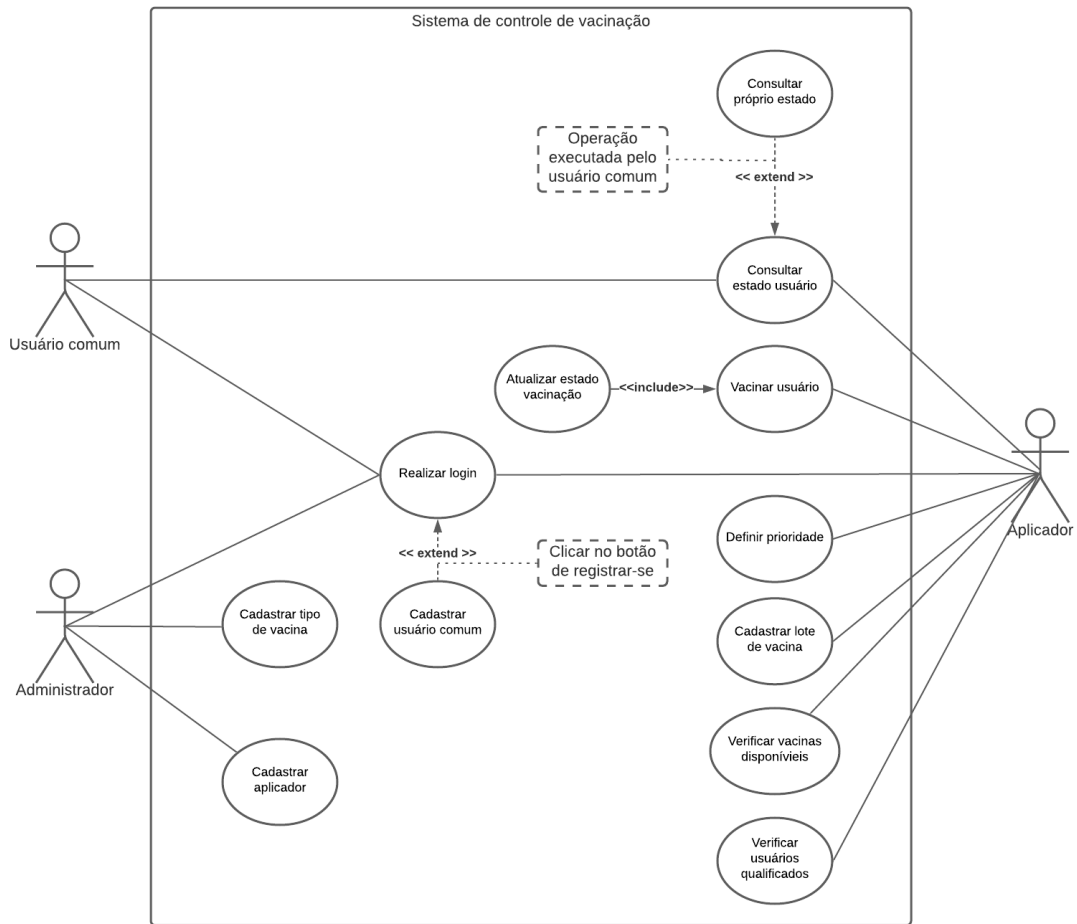 Sistema de controle de vacinação
Consultar
próprio estado
Operação
executada pelo
usuário comum
<< extend >>
Usuário comum
Consultar
estado usuário
Atualizar estado
vacinação
<<include>>
Vacinar usuário
Realizar login
Aplicador
<< extend >>
Clicar no botão
de registrar-se
Definir prioridade
Administrador
Cadastrar tipo
de vacina
Cadastrar
usuário comum
Cadastrar lote
de vacina
Cadastrar
aplicador
Verificar vacinas
disponívieis
Verificar
usuários
qualificados